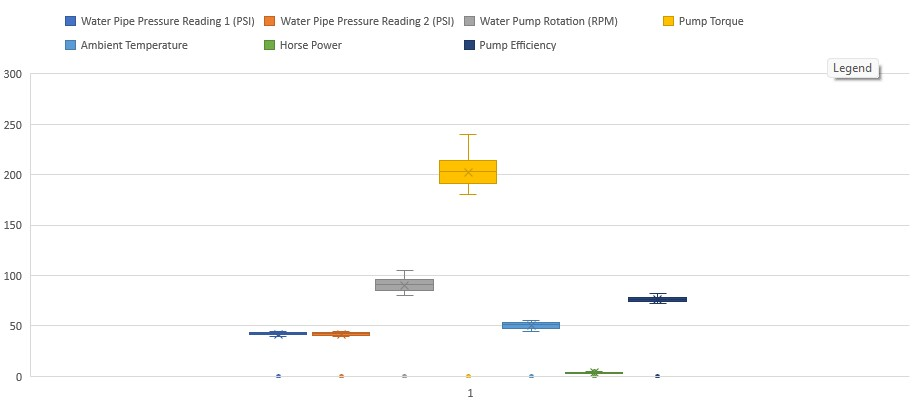 Water Pipe Pressure Reading 1 (PSI) Water Pipe Pressure Reading 2 (PSI) Water Pump Rotation (RPM) Pump Torque
Ambient Temperature Horse Power Pump Efficiency
Legend
300
250
200
150
100
50
0
1